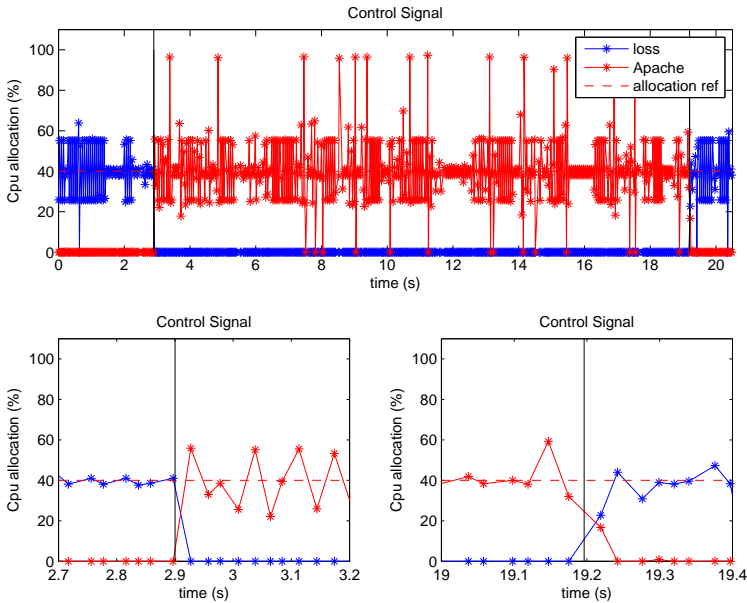 Control Signal
Cpu allocation (%)
100
80
60
40
20
0
0 2 4 6 8 10 12 14 16 18 20
time (s)
loss
Apache
allocation ref
Control Signal
Cpu allocation (%)
100
80
60
40
20
0
2.7 2.8 2.9 3 3.1 3.2
time (s)
Control Signal
Cpu allocation (%)
100
80
60
40
20
0
19 19.1 19.2 19.3 19.4
time (s)